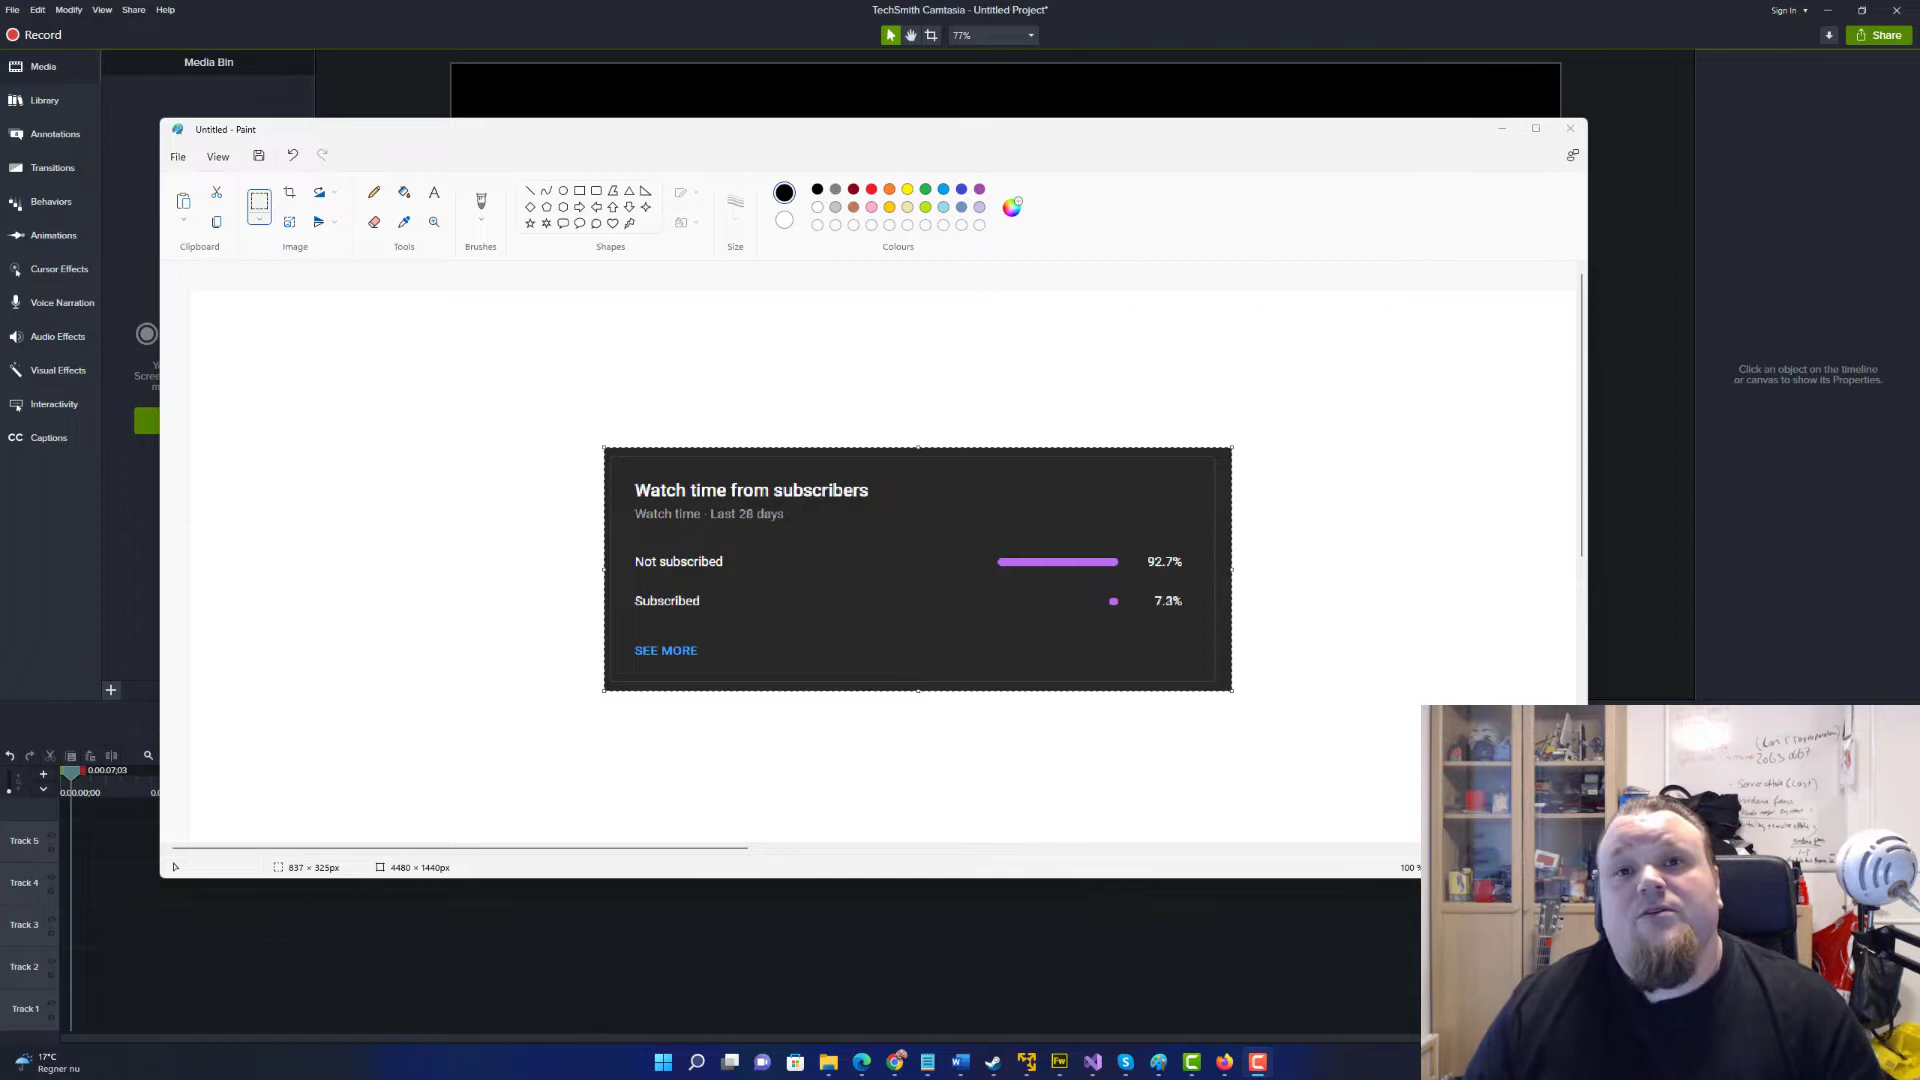 File Edit Modify View Share Help
TechSmith Camtasia - Untitled Project*
Sign In
Record
77%
Share
Media
Media Bin
Library
Annotations
Transitions
Behaviors
Animations
Cursor Effects
Voice Narration
Audio Effects
Visual Effects
Interactivity
CC Captions
Untitled - Paint
File View
Clipboard Image Tools Brushes Shapes Size Colours
Click an object on the timeline
or canvas to show its Properties.
Watch time from subscribers
Watch time · Last 28 days
Not subscribed 92.7%
Subscribed 7.3%
SEE MORE
837 × 325px 4480 × 1440px
100 %
0:00:07;03
0:00:00;00
Track 5
Track 4
Track 3
Track 2
Track 1
17°C
Regner nu
Fw